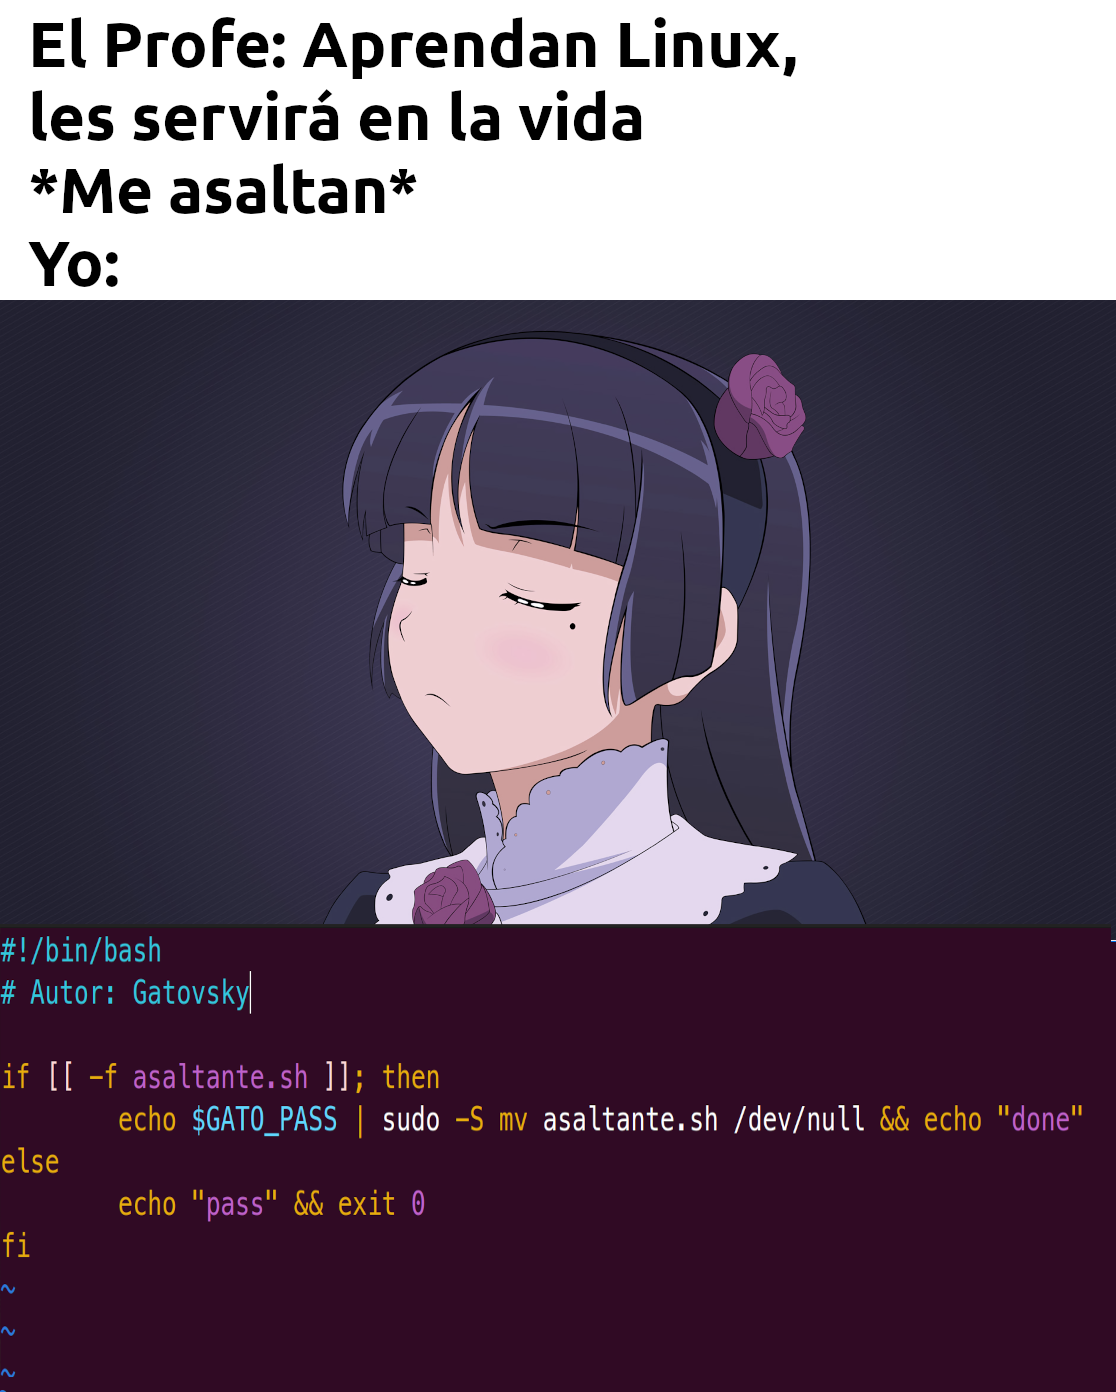 El Profe: Aprendan Linux,
les servirá en la vida
*Me asaltan*
Yo:
#!/bin/bash
# Autor: Gatovsky
if [[ -f asaltante.sh ]]; then
echo $GATO_PASS | sudo -S mv asaltante.sh /dev/null && echo "done"
else
echo "pass" && exit 0
fi
~
~
~